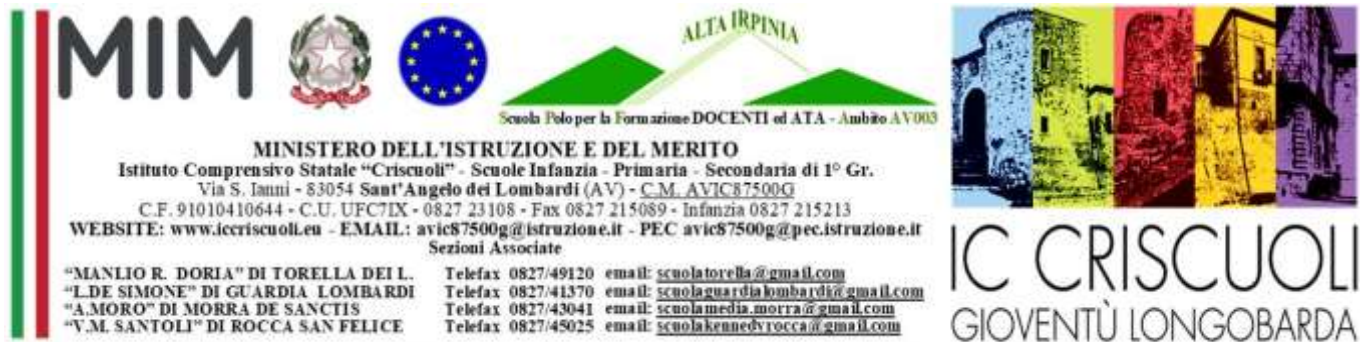 MIM
ALTA IRPINIA
Scuola Polo per la Formazione DOCENTI ed ATA - Ambito AV003
MINISTERO DELL'ISTRUZIONE E DEL MERITO
Istituto Comprensivo Statale “Criscuoli” - Scuole Infanzia - Primaria - Secondaria di 1° Gr.
Via S. Ianni - 83054 Sant'Angelo dei Lombardi (AV) - C.M. AVIC87500G
C.F. 91010410644 - C.U. UFC7IX - 0827 23108 - Fax 0827 215089 - Infanzia 0827 215213
WEBSITE: www.iccriscuoli.eu - EMAIL: avic87500g@istruzione.it - PEC avic87500g@pec.istruzione.it
Sezioni Associate
“MANLIO R. DORIA” DI TORELLA DEI L. Telefax 0827/49120 email: scuolatorella@gmail.com
“L.DE SIMONE” DI GUARDIA LOMBARDI Telefax 0827/41370 email: scuolaguardialombardi@gmail.com
“A.MORO” DI MORRA DE SANCTIS Telefax 0827/43041 email: scuolamedia.morra@gmail.com
“V.M. SANTOLI” DI ROCCA SAN FELICE Telefax 0827/45025 email: scuolakennedyrocca@gmail.com
IC CRISCUOLI
GIOVENTÙ LONGOBARDA